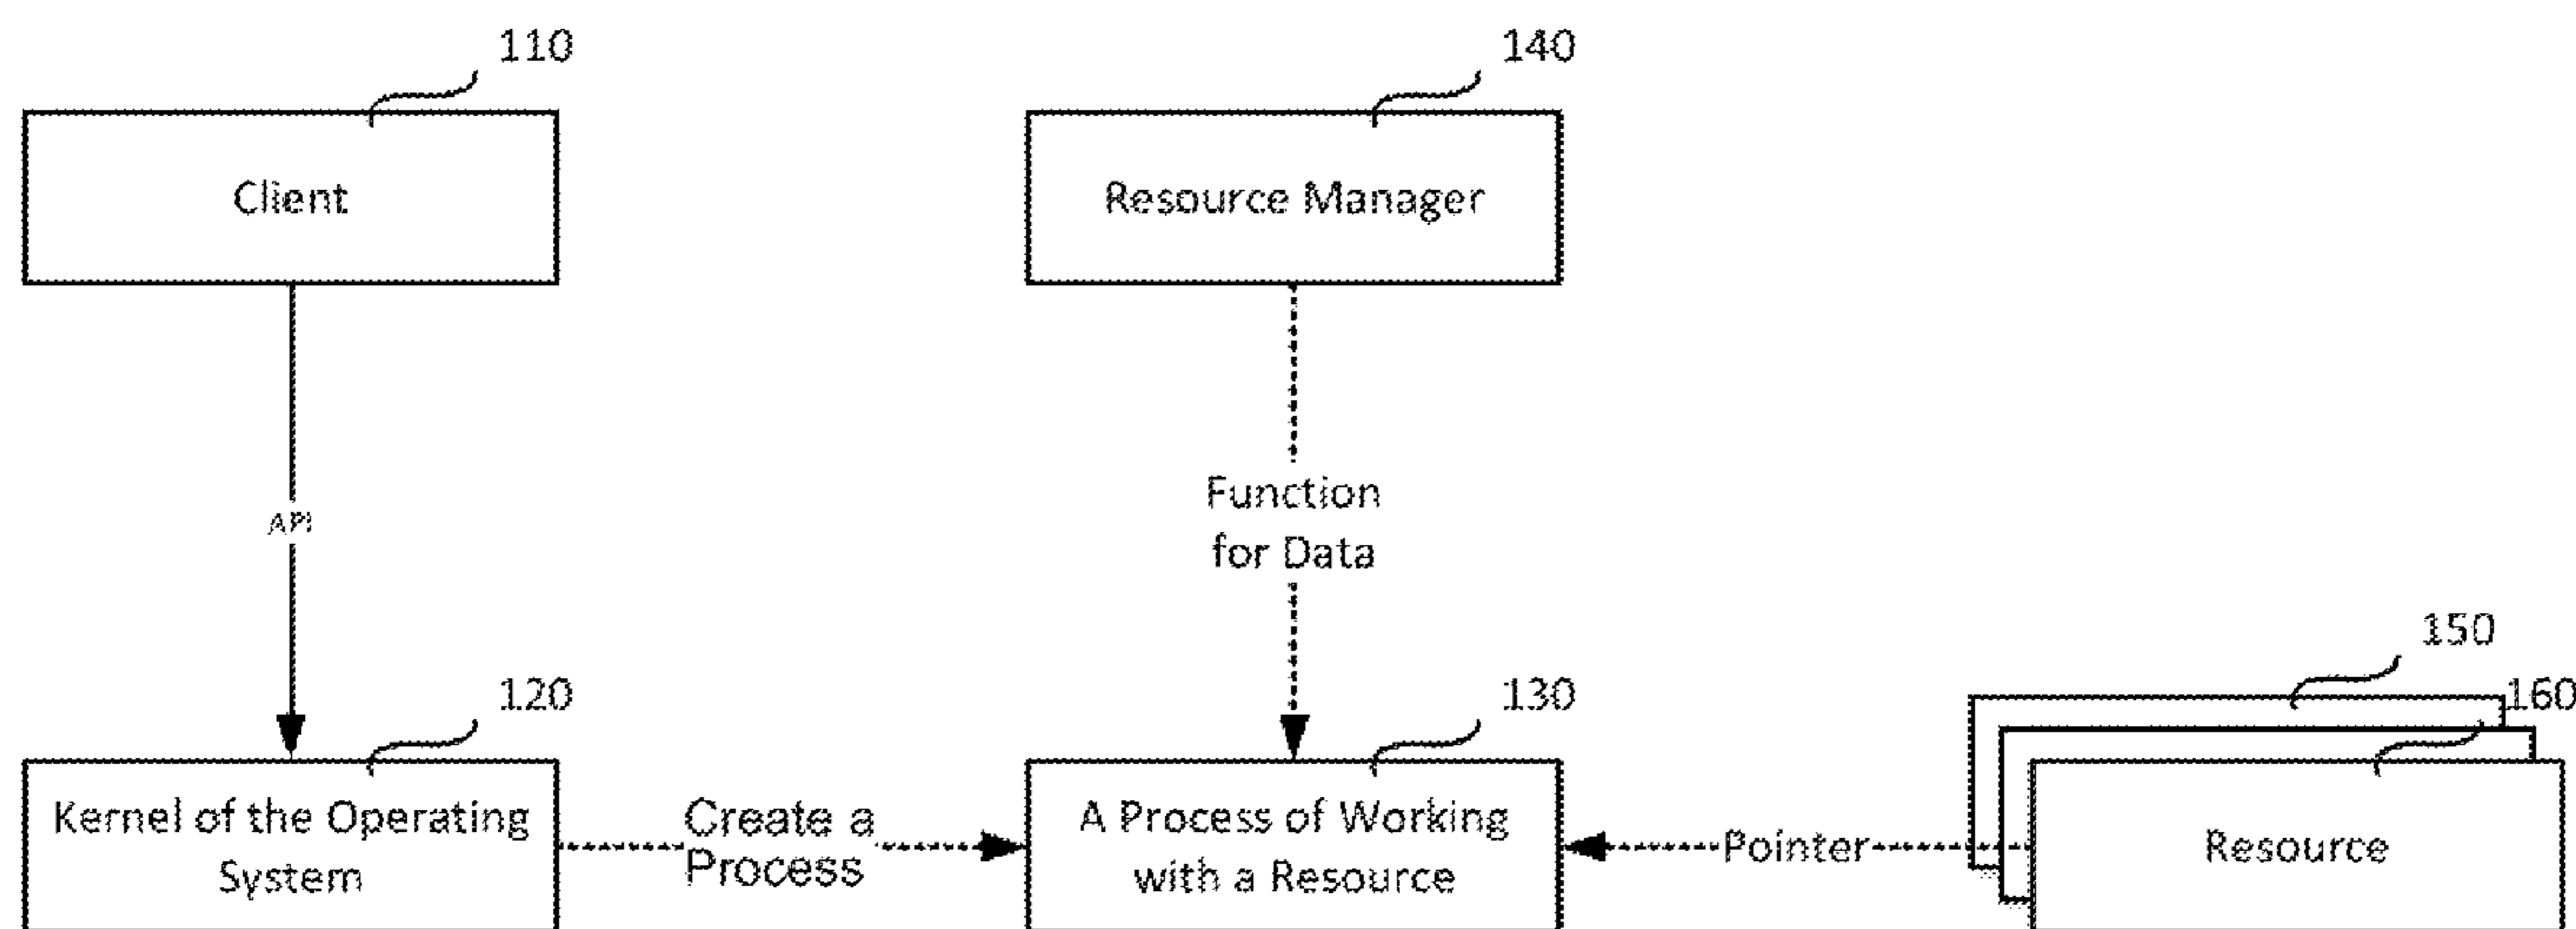 110
140
Client
Resource Manager
API
Function
for Data
150
120
130
160
Kernel of the Operating
System
Create a
Process
A Process of Working
with a Resource
Pointer
Resource